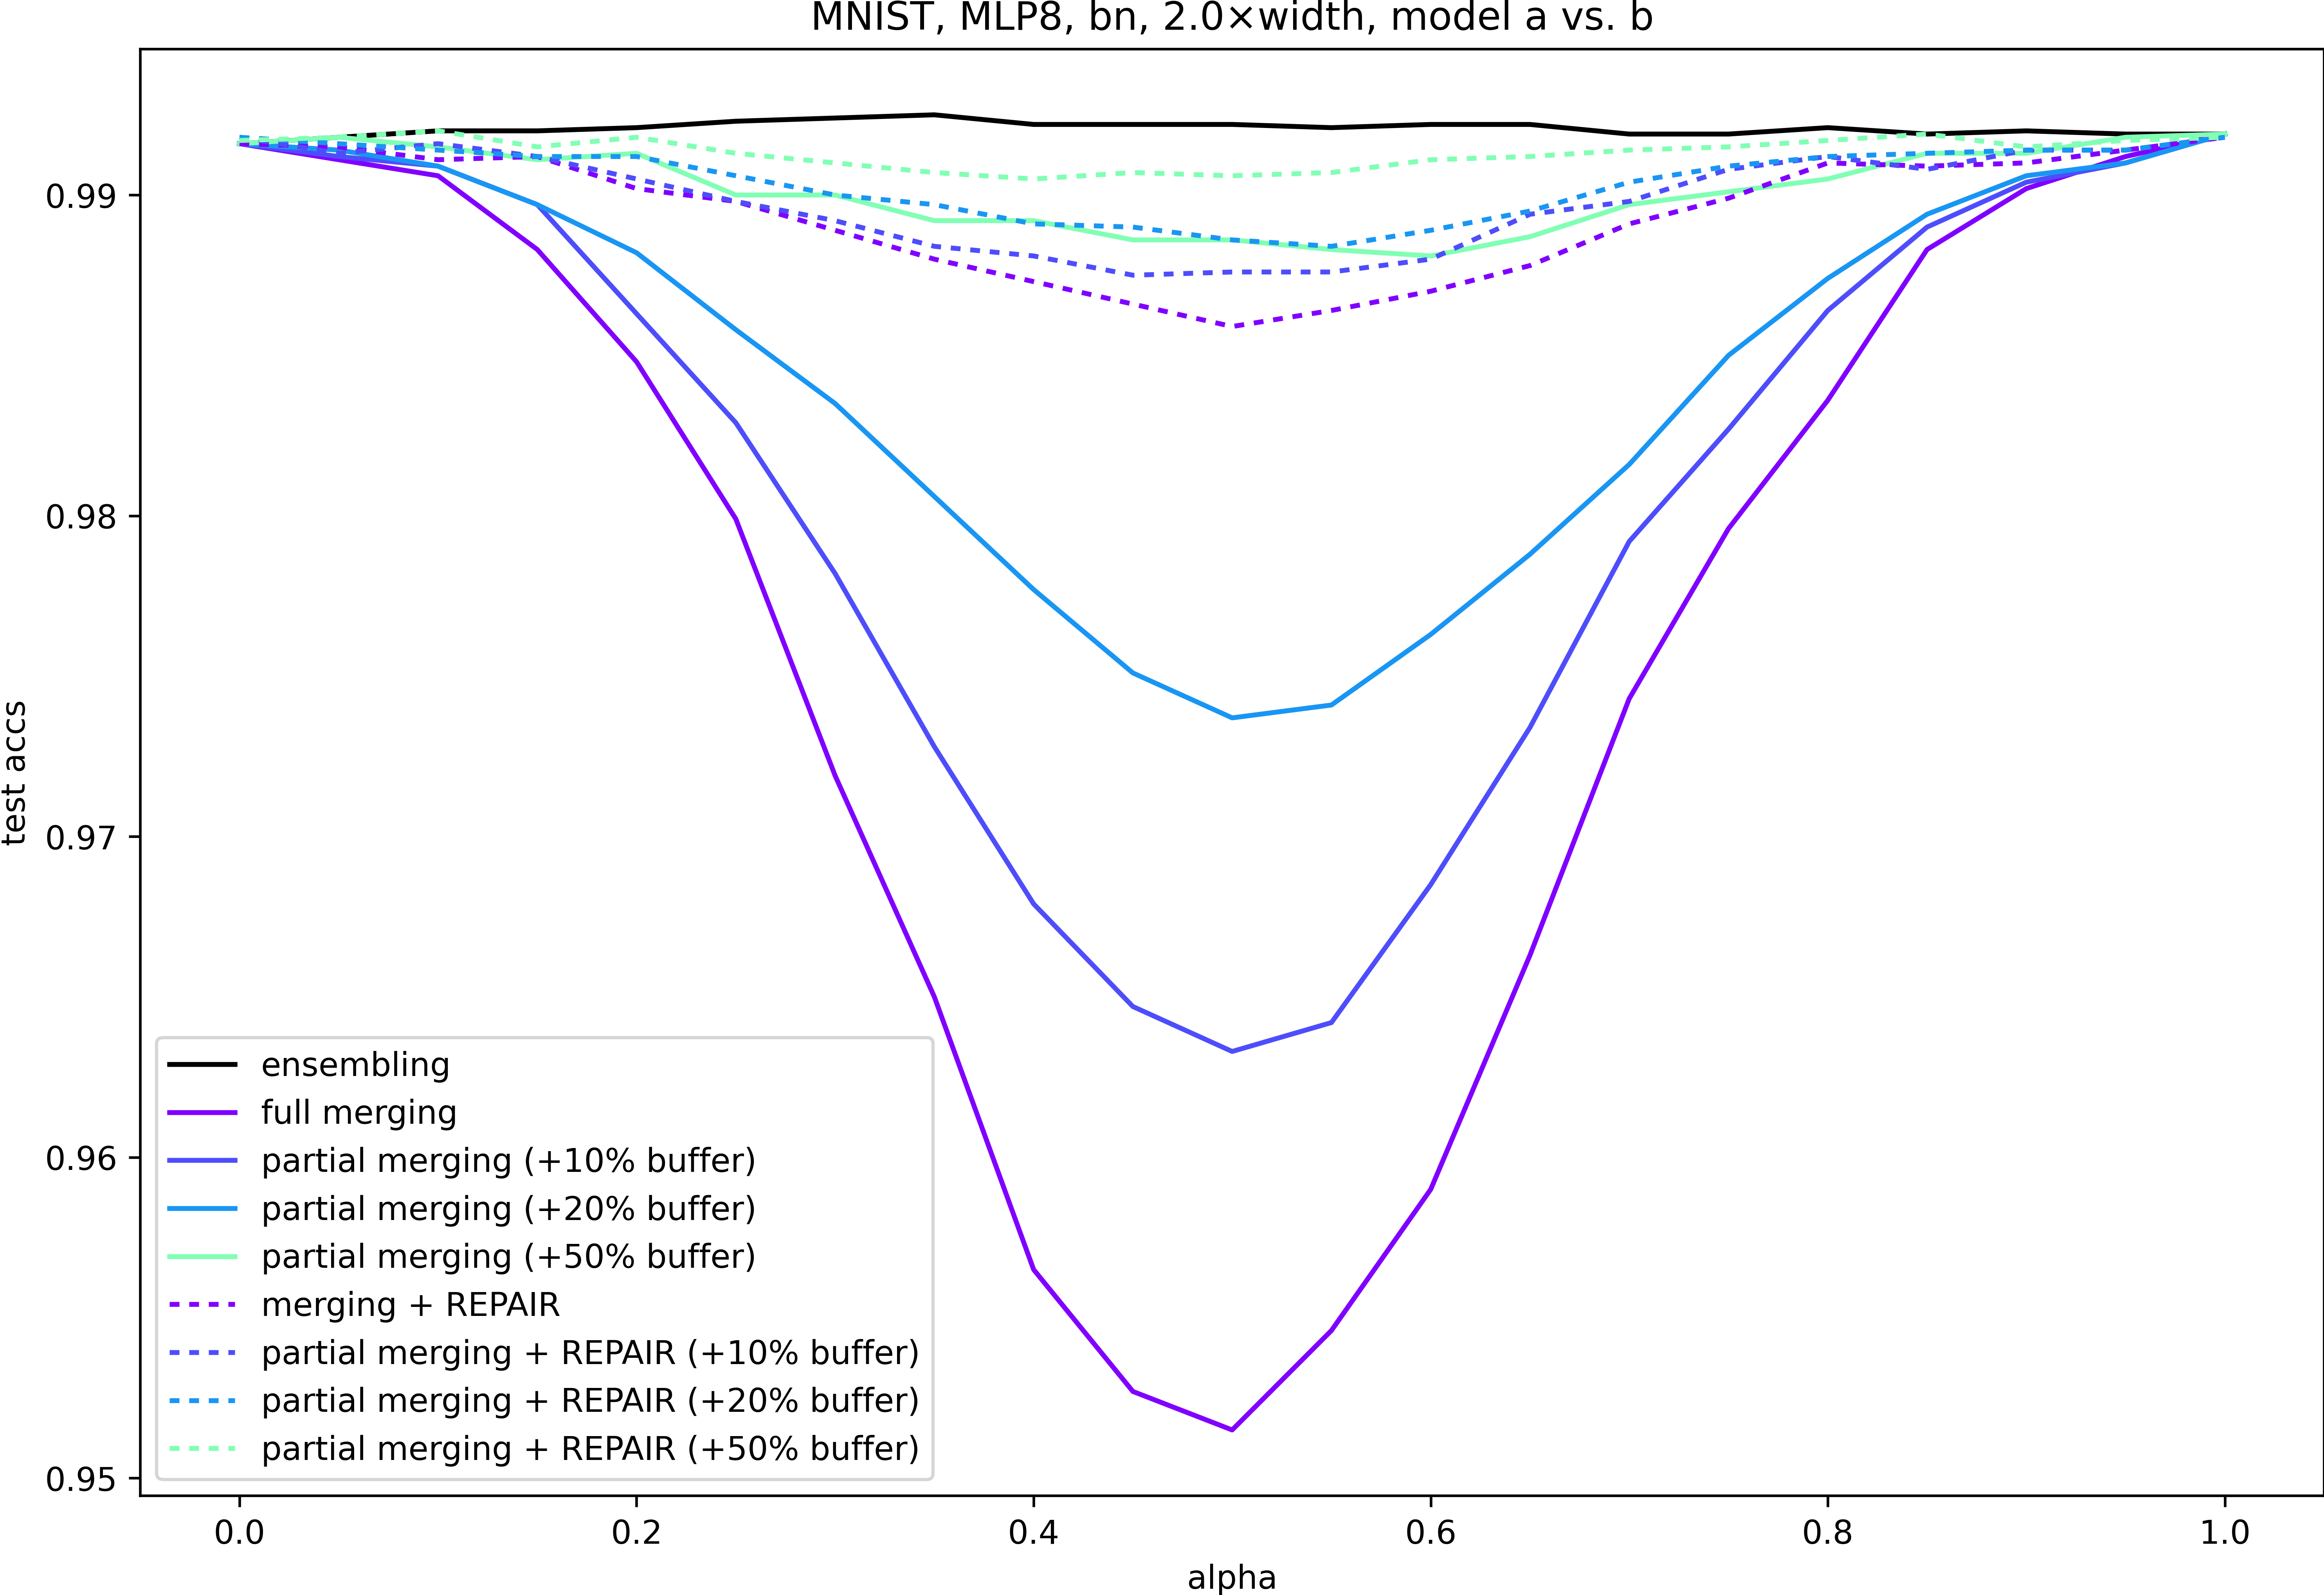 MNIST, MLP8, bn, 2.0×width, model a vs. b
test accs
0.99
0.98
0.97
0.96
0.95
ensembling
full merging
partial merging (+10% buffer)
partial merging (+20% buffer)
partial merging (+50% buffer)
merging + REPAIR
partial merging + REPAIR (+10% buffer)
partial merging + REPAIR (+20% buffer)
partial merging + REPAIR (+50% buffer)
0.0 0.2 0.4 0.6 0.8 1.0
alpha